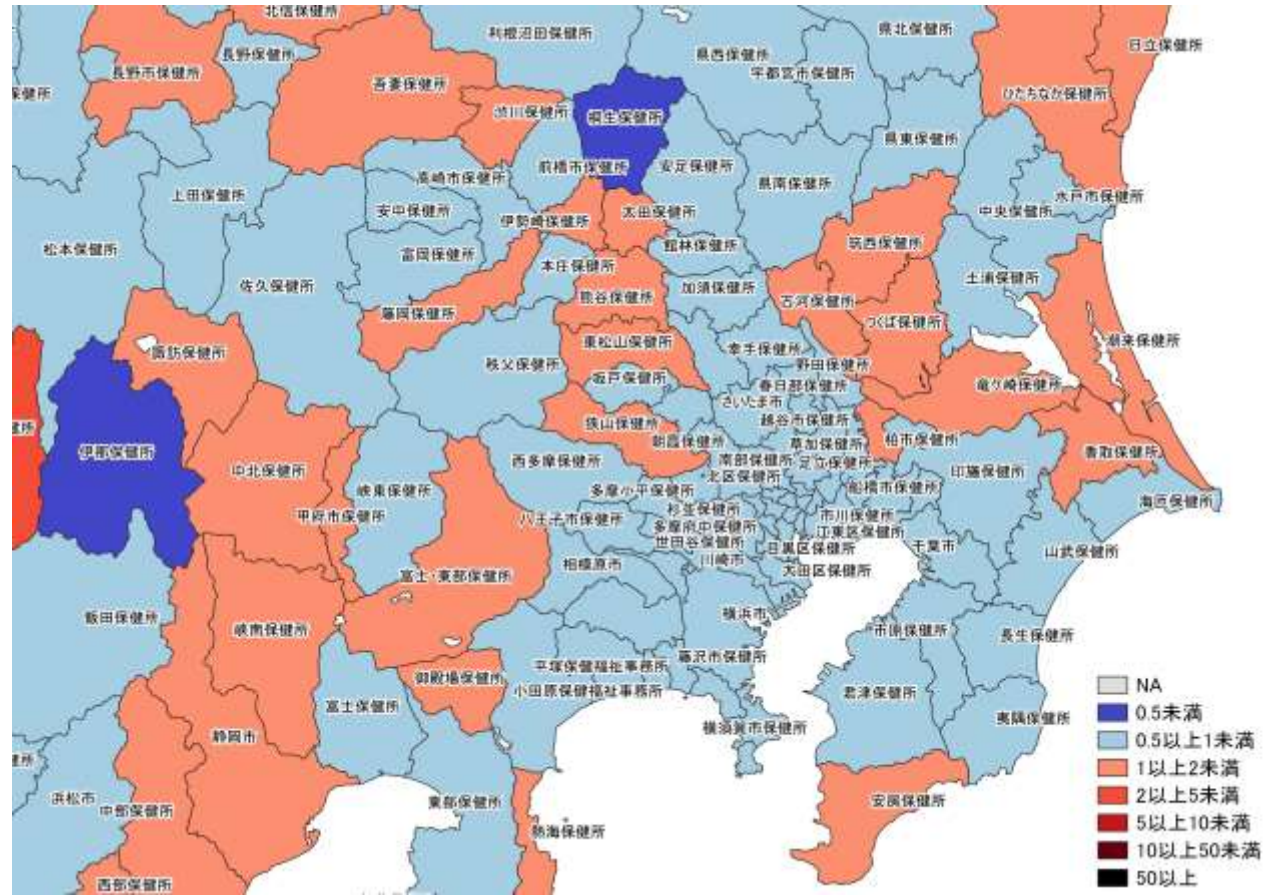 北信保健所
利根沼田保健所
県北保健所
長野保健所
県西保健所
日立保健所
長野市保健所
宇都宮市保健所
吾妻保健所
ひたちなか保健所
渋川保健所
桐生保健所
県東保健所
前橋市保健所
安足保健所
高崎市保健所
県南保健所
上田保健所
水戸市保健所
安中保健所
伊勢崎保健所
太田保健所
中央保健所
松本保健所
富岡保健所
館林保健所
筑西保健所
本庄保健所
土浦保健所
佐久保健所
加須保健所
熊谷保健所
古河保健所
藤岡保健所
つくば保健所
東松山保健所
潮来保健所
諏訪保健所
幸手保健所
秩父保健所
野田保健所
坂戸保健所
春日部保健所
竜ケ崎保健所
さいたま市
狭山保健所
越谷市保健所
朝霞保健所
草加保健所
柏市保健所
伊那保健所
香取保健所
西多摩保健所
南部保健所
足立保健所
中北保健所
峡東保健所
北区保健所
印旛保健所
多摩小平保健所
船橋市保健所
海匝保健所
甲府市保健所
杉並保健所
市川保健所
八王子市保健所
多摩府中保健所
江東区保健所
世田谷保健所
目黒区保健所
千葉市
山武保健所
川崎市
相模原市
大田区保健所
富士・東部保健所
飯田保健所
横浜市
峡南保健所
市原保健所
長生保健所
藤沢市保健所
平塚保健福祉事務所
御殿場保健所
小田原保健福祉事務所
君津保健所
富士保健所
夷隅保健所
横須賀市保健所
静岡市
浜松市
中部保健所
東部保健所
安房保健所
熱海保健所
西部保健所
NA
0.5未満
0.5以上1未満
1以上2未満
2以上5未満
5以上10未満
10以上50未満
50以上